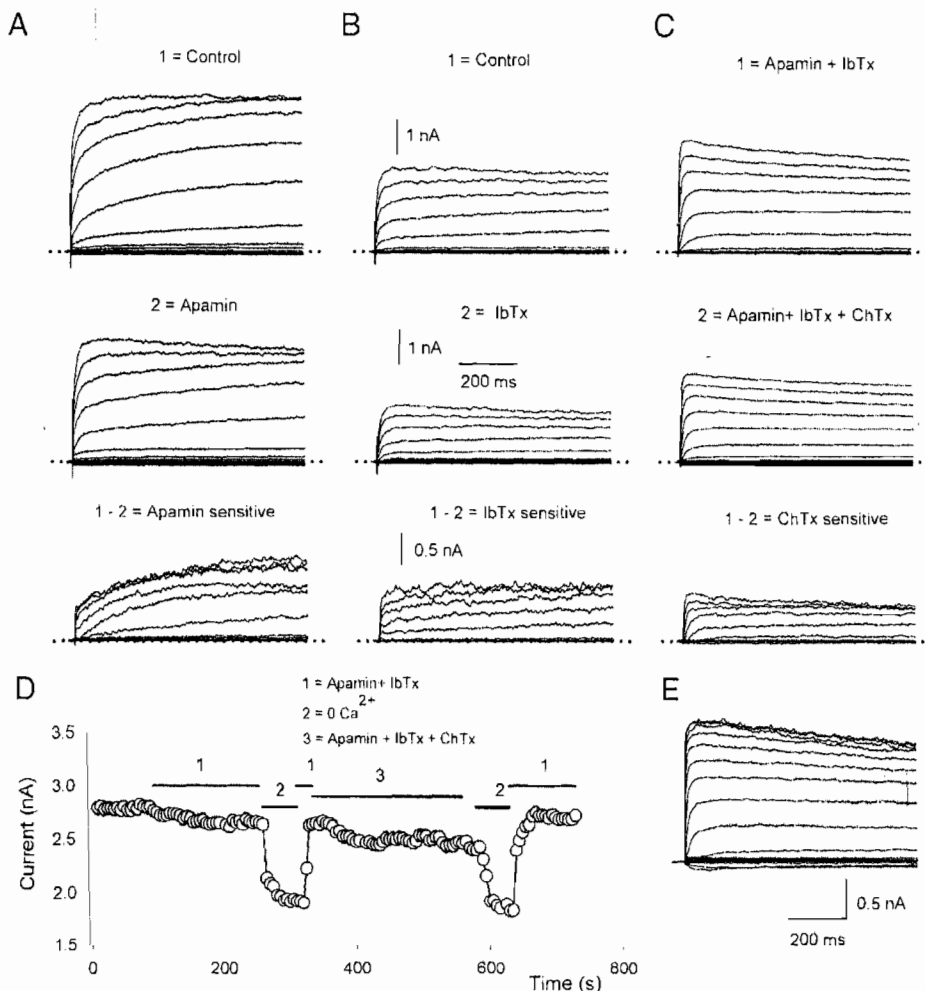 A
B
C
1 = Control
1 = Control
1 = Apamin + IbTx
1 nA
2 = Apamin
2 = IbTx
2 = Apamin+ IbTx + ChTx
1 nA
200 ms
1 - 2 = Apamin sensitive
1 - 2 = IbTx sensitive
1 - 2 = ChTx sensitive
0.5 nA
D
1 = Apamin+ IbTx
2 = 0 Ca2+
3 = Apamin + IbTx + ChTx
E
3.5
3.0
2.5
2.0
1.5
Current (nA)
1
2
1
3
2
1
0
200
400
600
800
Time (s)
0.5 nA
200 ms